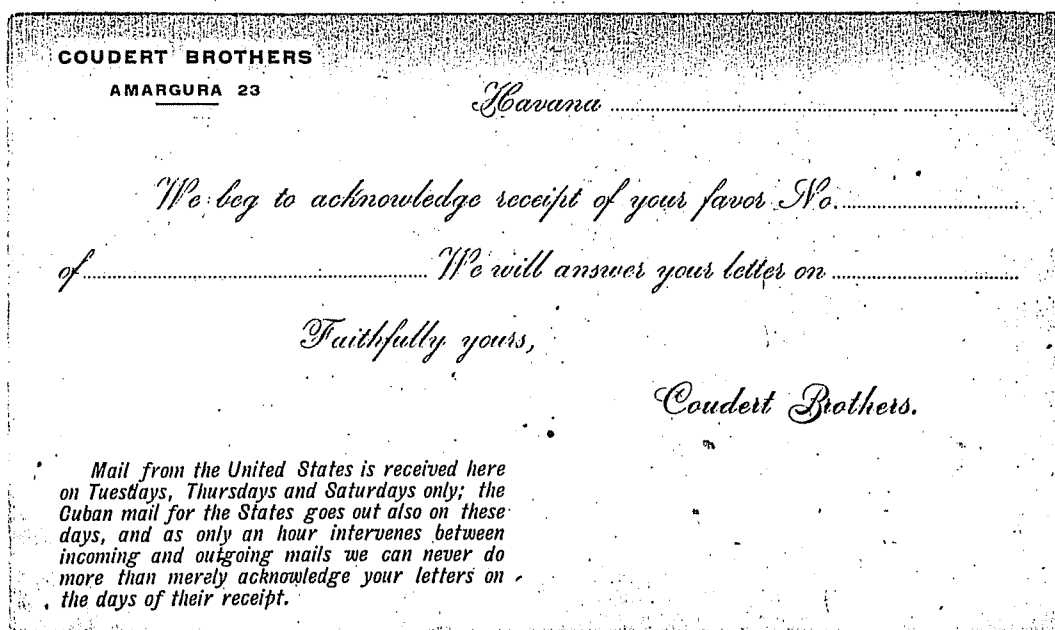 COUDERT BROTHERS
AMARGURA 23
Havana
We beg to acknowledge receipt of your favor No.
of We will answer your letter on
Faithfully yours,
Coudert Brothers.
Mail from the United States is received here
on Tuesdays, Thursdays and Saturdays only; the
Cuban mail for the States goes out also on these
days, and as only an hour intervenes between
incoming and outgoing mails we can never do
more than merely acknowledge your letters on
the days of their receipt.